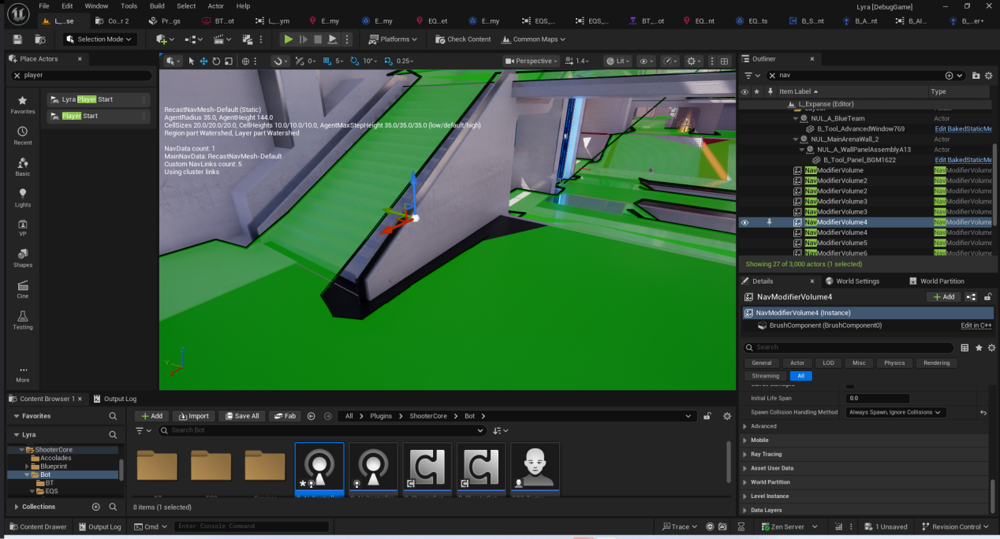 File Edit Window Tools Build Select Actor Help
Lyra [DebugGame]
L_...se Co...r 2 Pr...gs BT...ot L_...ym E...my E...my EQ...et E...my EQS_... EQS_... BT_...ot EQ...nt EQ...ts B_S...nt B_A...nt B_AI... B_...er•
Selection Mode Platforms Check Content Common Maps
Place Actors
player
Favorites
Recent
Basic
Lights
VP
Shapes
Cine
Testing
More
Lyra Player Start
Player Start
0 5 10° 0.25 Perspective 1.4 Lit
RecastNavMesh-Default (Static)
AgentRadius 35.0, AgentHeight 144.0
CellSizes 20.0/20.0/20.0, CellHeights 10.0/10.0/10.0, AgentMaxStepHeight 35.0/35.0/35.0 (low/default/high)
Region part Watershed, Layer part Watershed
NavData count: 1
MainNavData: RecastNavMesh-Default
Custom NavLinks count: 5
Using cluster links
Z
Y
Outliner
nav
Item Label Type
L_Expanse (Editor)
NUL_A_BlueTeam Actor
B_Tool_AdvancedWindow769 Edit BakedStaticMe
NUL_MainArenaWall_2 Actor
NUL_A_WallPanelAssemblyA13 Actor
B_Tool_Panel_BGM1622 Edit BakedStaticMe
NavModifierVolume NavModifierVolume
NavModifierVolume2 NavModifierVolume
NavModifierVolume2 NavModifierVolume
NavModifierVolume3 NavModifierVolume
NavModifierVolume3 NavModifierVolume
NavModifierVolume4 NavModifierVolume
NavModifierVolume4 NavModifierVolume
NavModifierVolume5 NavModifierVolume
NavModifierVolume6 NavModifierVolume
Showing 27 of 3,000 actors (1 selected)
Details World Settings World Partition
NavModifierVolume4 Add
NavModifierVolume4 (Instance)
BrushComponent (BrushComponent0) Edit in C++
Search
General Actor LOD Misc Physics Rendering
Streaming All
Initial Life Span 0.0
Spawn Collision Handling Method Always Spawn, Ignore Collisions
Advanced
Mobile
Ray Tracing
Asset User Data
World Partition
Level Instance
Data Layers
Content Browser 1 Output Log
Favorites
Lyra
ShooterCore
Accolades
Blueprint
Bot
BT
EQS
Collections
Add Import Save All Fab All Plugins ShooterCore Bot
Search Bot
8 items (1 selected)
Content Drawer Output Log Cmd Enter Console Command Trace Zen Server 1 Unsaved Revision Control